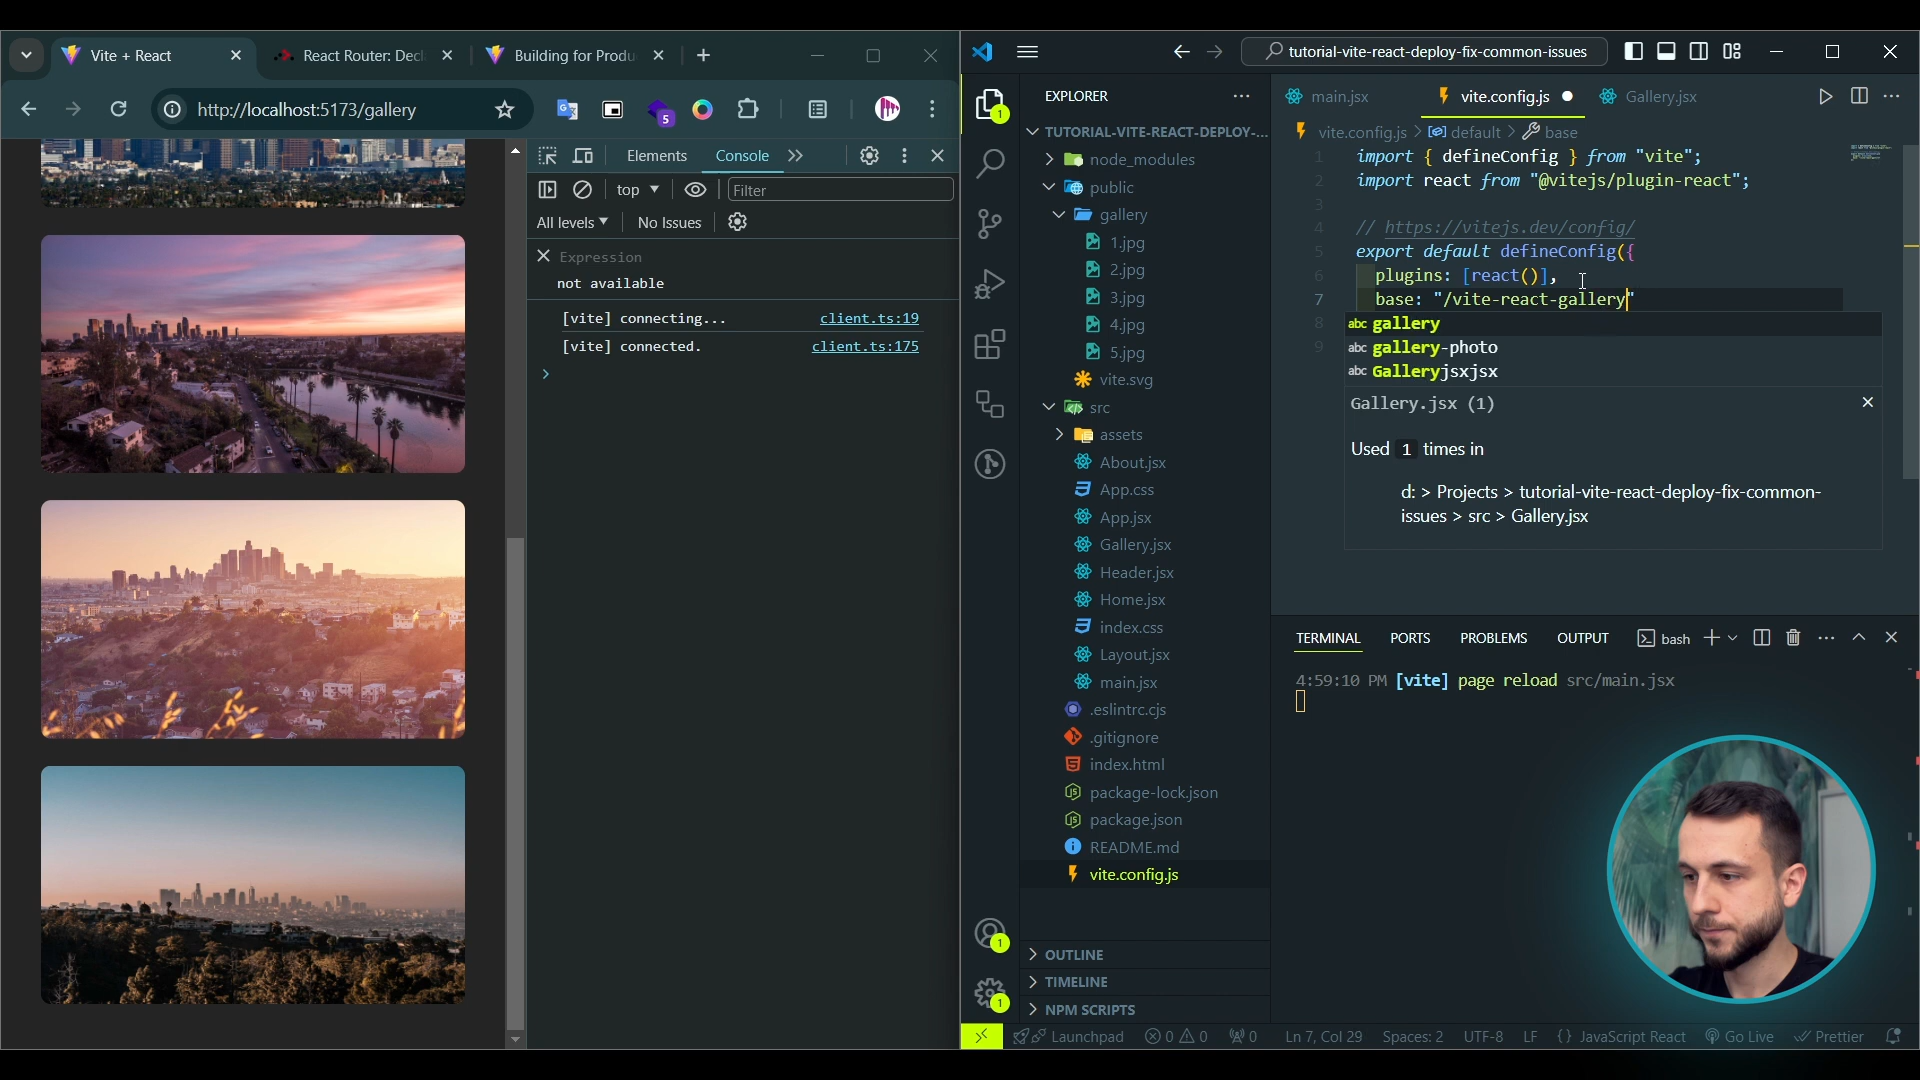 Vite + React
React Router: Decl
Building for Produ
http://localhost:5173/gallery
5
Elements
Console
top
Filter
All levels
No Issues
Expression
not available
[vite] connecting...
client.ts:19
[vite] connected.
client.ts:175
tutorial-vite-react-deploy-fix-common-issues
1
EXPLORER
TUTORIAL-VITE-REACT-DEPLOY-...
node_modules
public
gallery
1.jpg
2.jpg
3.jpg
4.jpg
5.jpg
vite.svg
src
assets
About.jsx
App.css
App.jsx
Gallery.jsx
Header.jsx
Home.jsx
index.css
Layout.jsx
main.jsx
.eslintrc.cjs
.gitignore
index.html
package-lock.json
package.json
README.md
vite.config.js
OUTLINE
TIMELINE
NPM SCRIPTS
1
1
main.jsx
vite.config.js
Gallery.jsx
vite.config.js > default > base
1 import { defineConfig } from "vite";
2 import react from "@vitejs/plugin-react";
3
4 // https://vitejs.dev/config/
5 export default defineConfig({
6 plugins: [react()],
7 base: "/vite-react-gallery"
8
9
abc gallery
abc gallery-photo
abc Galleryjsxjsx
Gallery.jsx (1)
Used 1 times in
d: > Projects > tutorial-vite-react-deploy-fix-common-
issues > src > Gallery.jsx
TERMINAL
PORTS
PROBLEMS
OUTPUT
bash
4:59:10 PM [vite] page reload src/main.jsx
Launchpad
0
0
0
Ln 7, Col 29
Spaces: 2
UTF-8
LF
{} JavaScript React
Go Live
Prettier